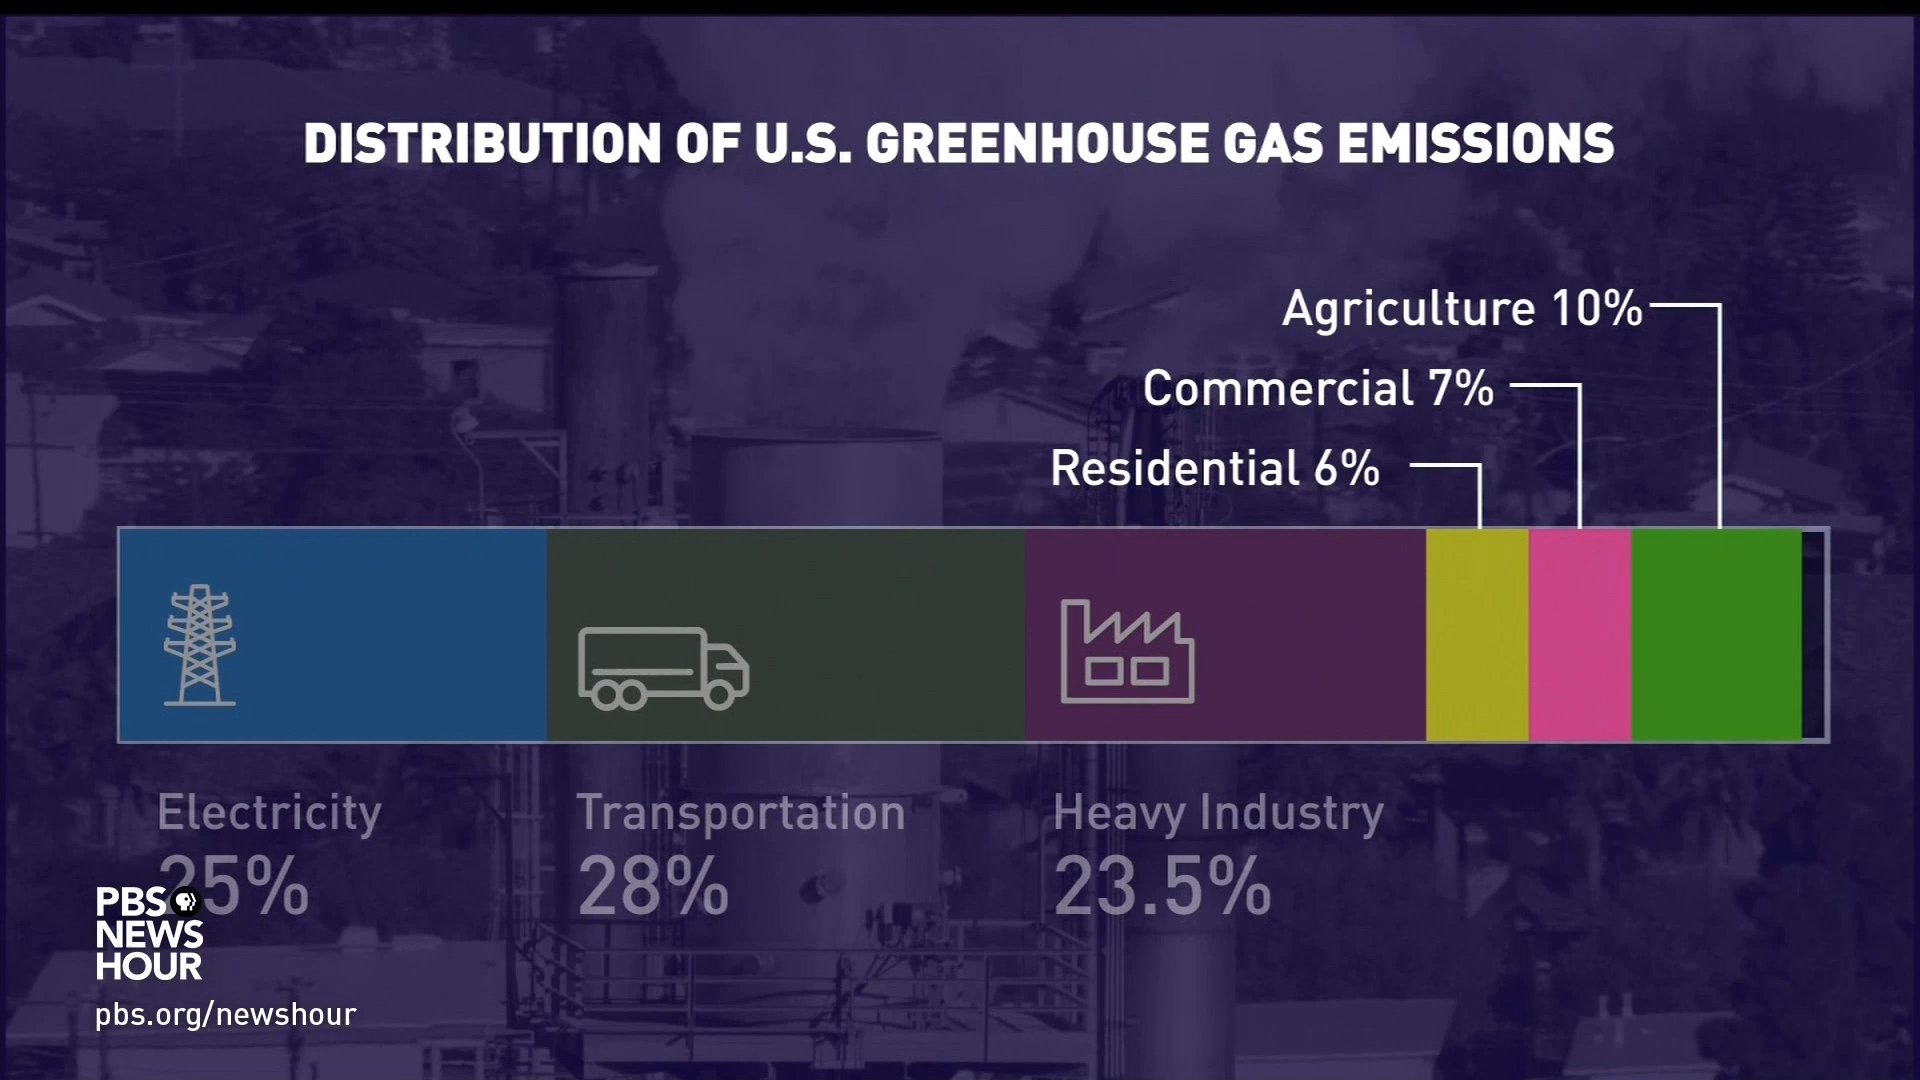 DISTRIBUTION OF U.S. GREENHOUSE GAS EMISSIONS
Agriculture 10%
Commercial 7%
Residential 6%
Electricity
25%
Transportation
28%
Heavy Industry
23.5%
PBS
NEWS
HOUR
pbs.org/newshour